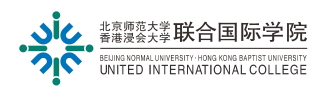 北京师范大学
香港浸会大学
联合国际学院
BEIJING NORMAL UNIVERSITY · HONG KONG BAPTIST UNIVERSITY
UNITED INTERNATIONAL COLLEGE